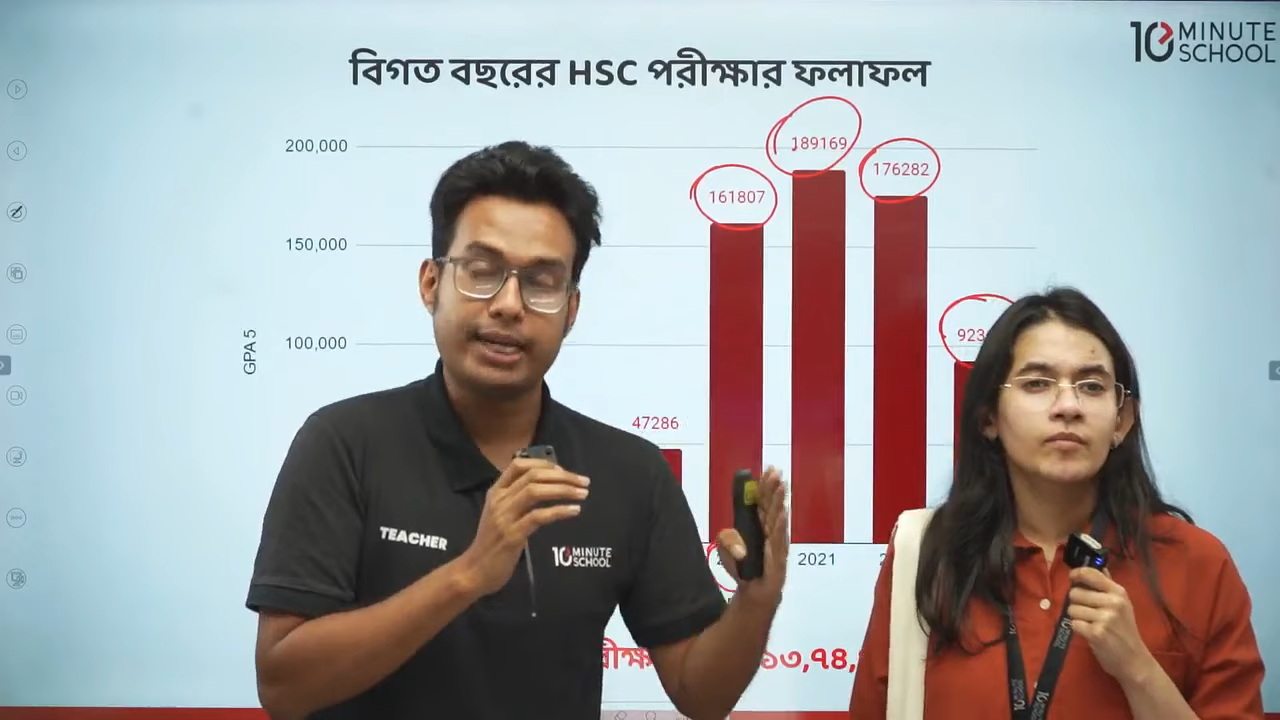 10 MINUTE
SCHOOL
বিগত বছরের HSC পরীক্ষার ফলাফল
200,000
189169
176282
161807
150,000
100,000
GPA 5
47286
2021
TEACHER
10 MINUTE
SCHOOL